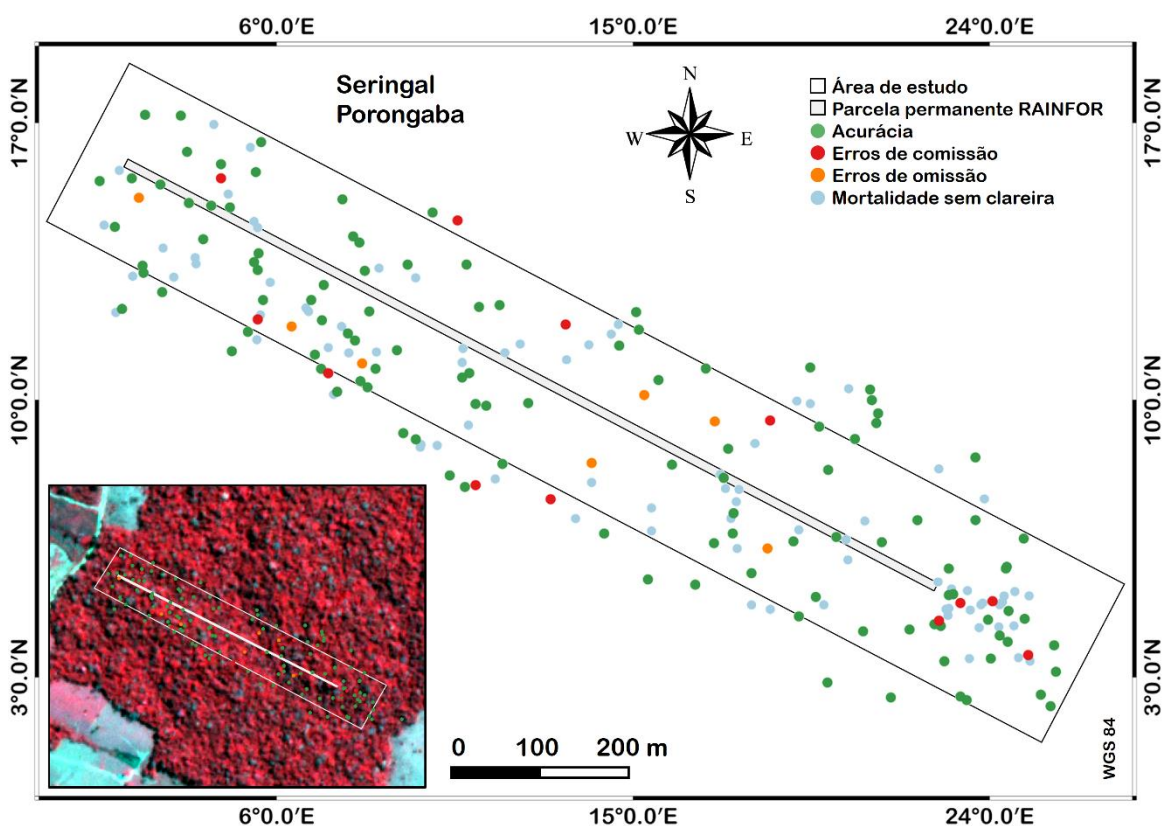 6°0.0'E 15°0.0'E 24°0.0'E
Seringal
Porongaba
N
W E
S
Área de estudo
Parcela permanente RAINFOR
Acurácia
Erros de comissão
Erros de omissão
Mortalidade sem clareira
17°0.0'N 17°0.0'N
10°0.0'N 10°0.0'N
3°0.0'N 3°0.0'N
0 100 200 m
WGS 84
6°0.0'E 15°0.0'E 24°0.0'E